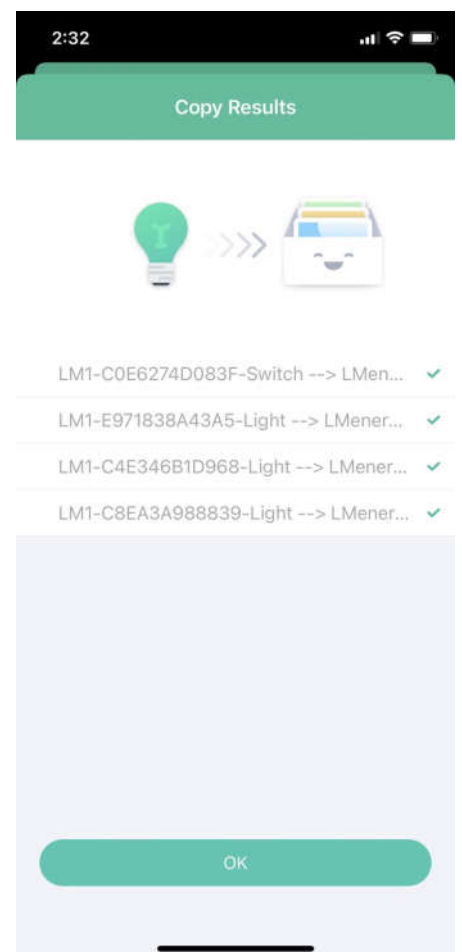 2:32
Copy Results
LM1-C0E6274D083F-Switch --> LMen...
LM1-E971838A43A5-Light --> LMener...
LM1-C4E346B1D968-Light --> LMener...
LM1-C8EA3A988839-Light --> LMener...
OK